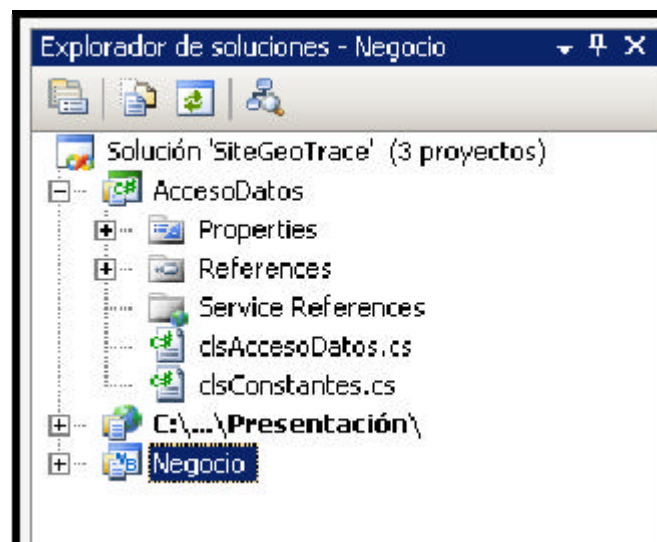 Explorador de soluciones - Negocio
Solución 'SiteGeoTrace' (3 proyectos)
AccesoDatos
Properties
References
Service References
clsAccesoDatos.cs
clsConstantes.cs
C:\...\Presentación\
Negocio